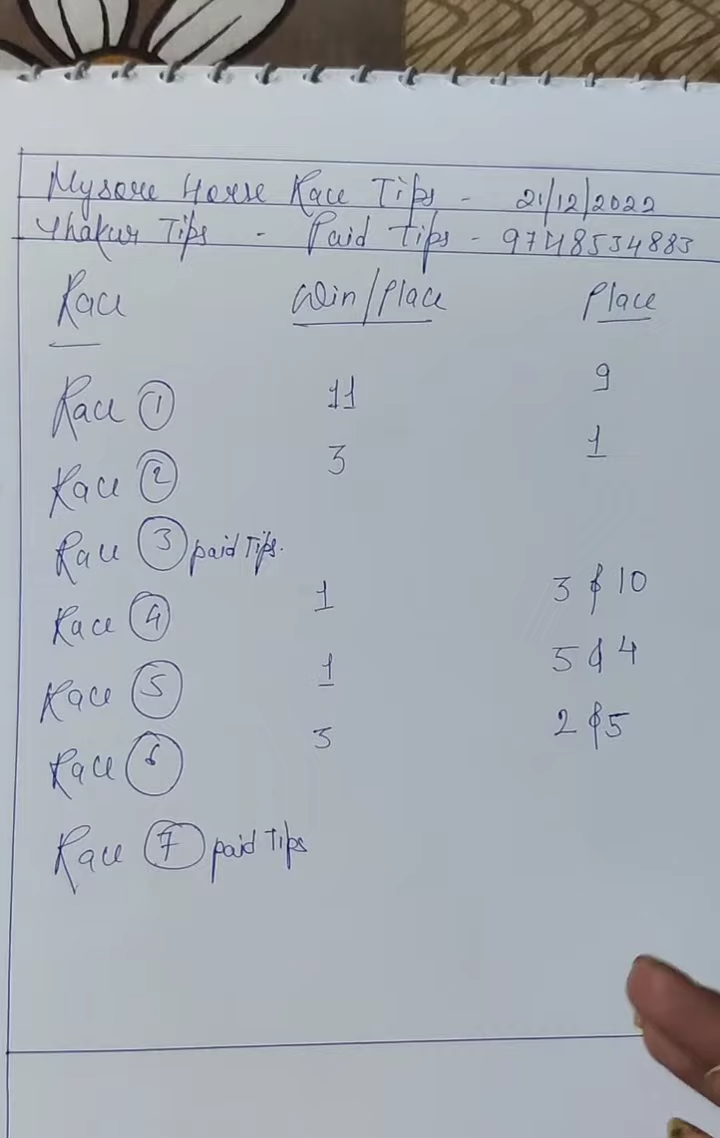 Mysore Horse Race Tips - 21/12/2022
Thakur Tips - Paid Tips - 9748534883
Race Win/Place Place
Race 1 11 9
Race 2 3 1
Race 3 paid Tips.
Race 4 1 3 & 10
Race 5 1 5 & 4
Race 6 3 2 & 5
Race 7 paid Tips